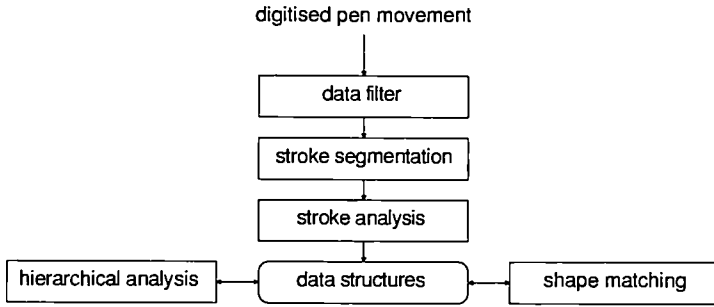 digitised pen movement
data filter
stroke segmentation
stroke analysis
hierarchical analysis
data structures
shape matching